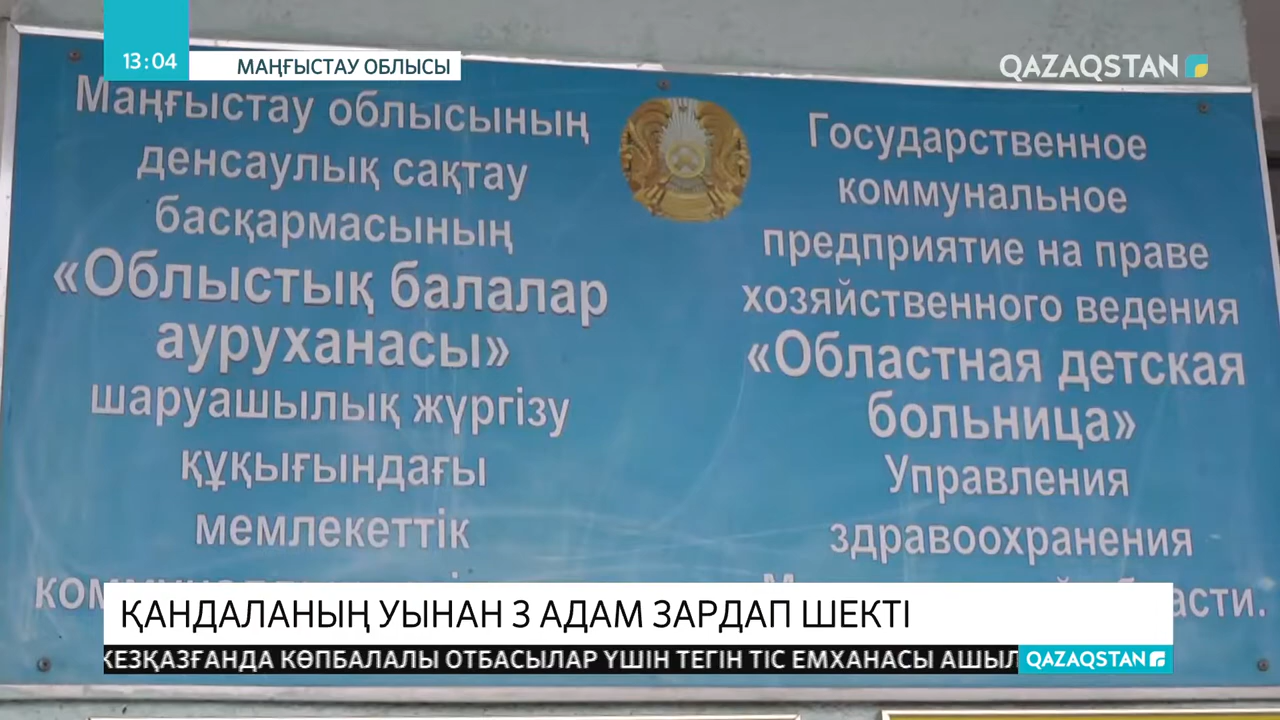 13:04
МАҢҒЫСТАУ ОБЛЫСЫ
QAZAQSTAN
Маңғыстау облысының
денсаулық сақтау
басқармасының
«Облыстық балалар
ауруханасы»
шаруашылық жүргізу
құқығындағы
мемлекеттік
Государственное
коммунальное
предприятие на праве
хозяйственного ведения
«Областная детская
больница»
Управления
здравоохранения
ҚАНДАЛАНЫҢ УЫНАН 3 АДАМ ЗАРДАП ШЕКТІ
ЖЕЗҚАЗҒАНДА КӨПБАЛАЛЫ ОТБАСЫЛАР ҮШІН ТЕГІН ТІС ЕМХАНАСЫ АШЫЛ
QAZAQSTAN